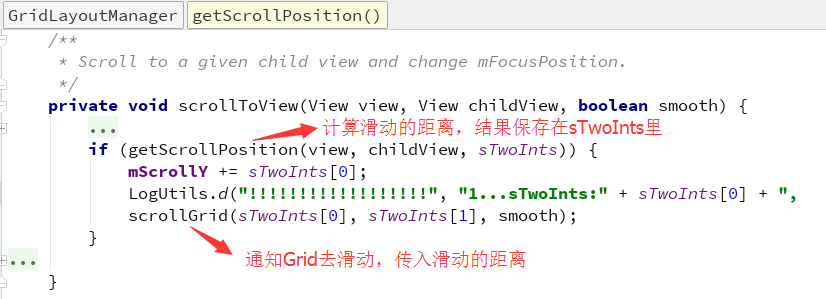 GridLayoutManager getScrollPosition()
/**
* Scroll to a given child view and change mFocusPosition.
*/
private void scrollToView(View view, View childView, boolean smooth) {
... 计算滑动的距离，结果保存在sTwoInts里
if (getScrollPosition(view, childView, sTwoInts)) {
mScrollY += sTwoInts[0];
LogUtils.d("!!!!!!!!!!!!!!!!!!", "1...sTwoInts:" + sTwoInts[0] + ",
scrollGrid(sTwoInts[0], sTwoInts[1], smooth);
}
... 通知Grid去滑动，传入滑动的距离
}